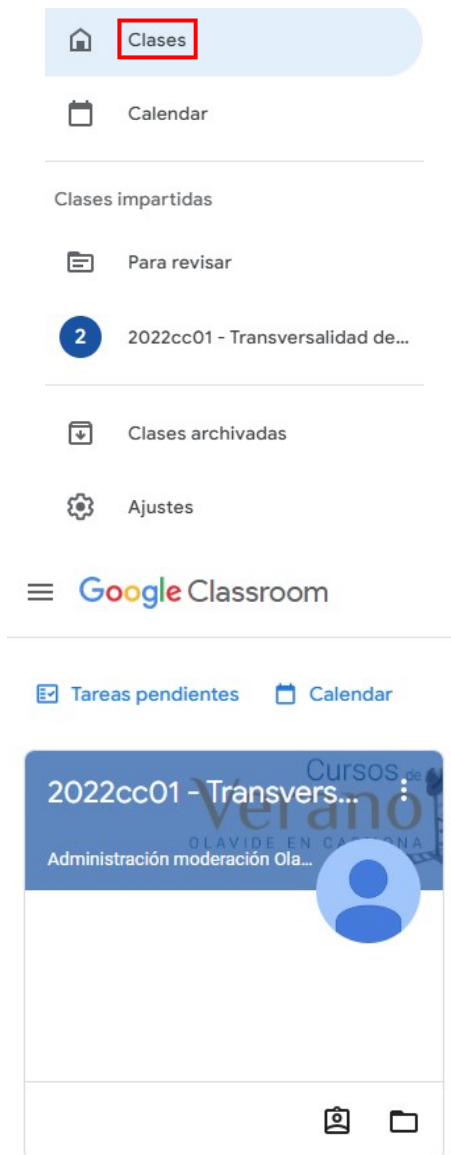 Clases
Calendar
Clases impartidas
Para revisar
2 2022cc01 - Transversalidad de...
Clases archivadas
Ajustes
Google Classroom
Tareas pendientes Calendar
Cursos de
2022cc01 - Transvers...
Verano
OLAVIDE EN CARMONA
Administración moderación Ola...